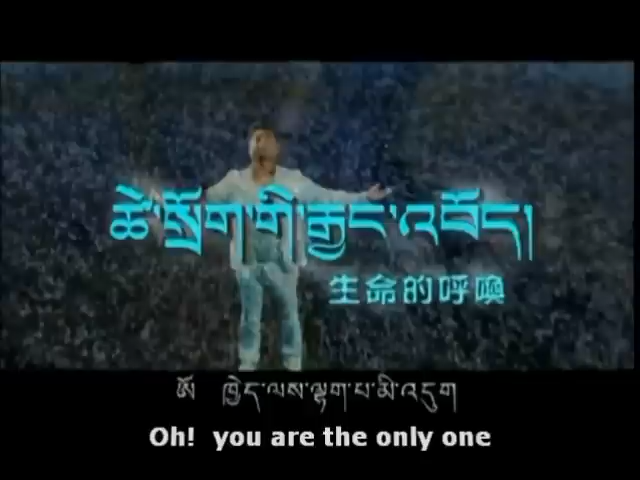 ཚེ་སྲོག་གི་རྒྱང་འབོད།
生命的呼唤
ཨོ ཁྱེད་ལས་ལྷག་པ་མི་འདུག
Oh! you are the only one